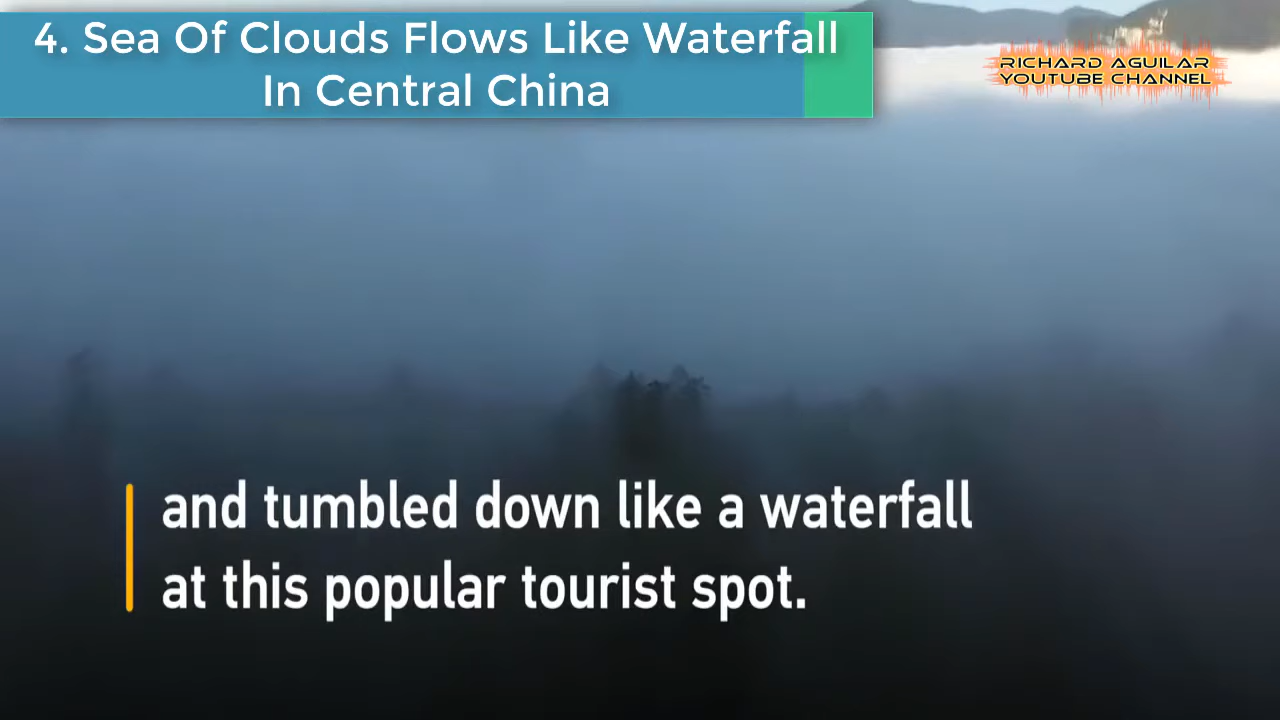 4. Sea Of Clouds Flows Like Waterfall
In Central China
RICHARD AGUILAR
YOUTUBE CHANNEL
and tumbled down like a waterfall
at this popular tourist spot.